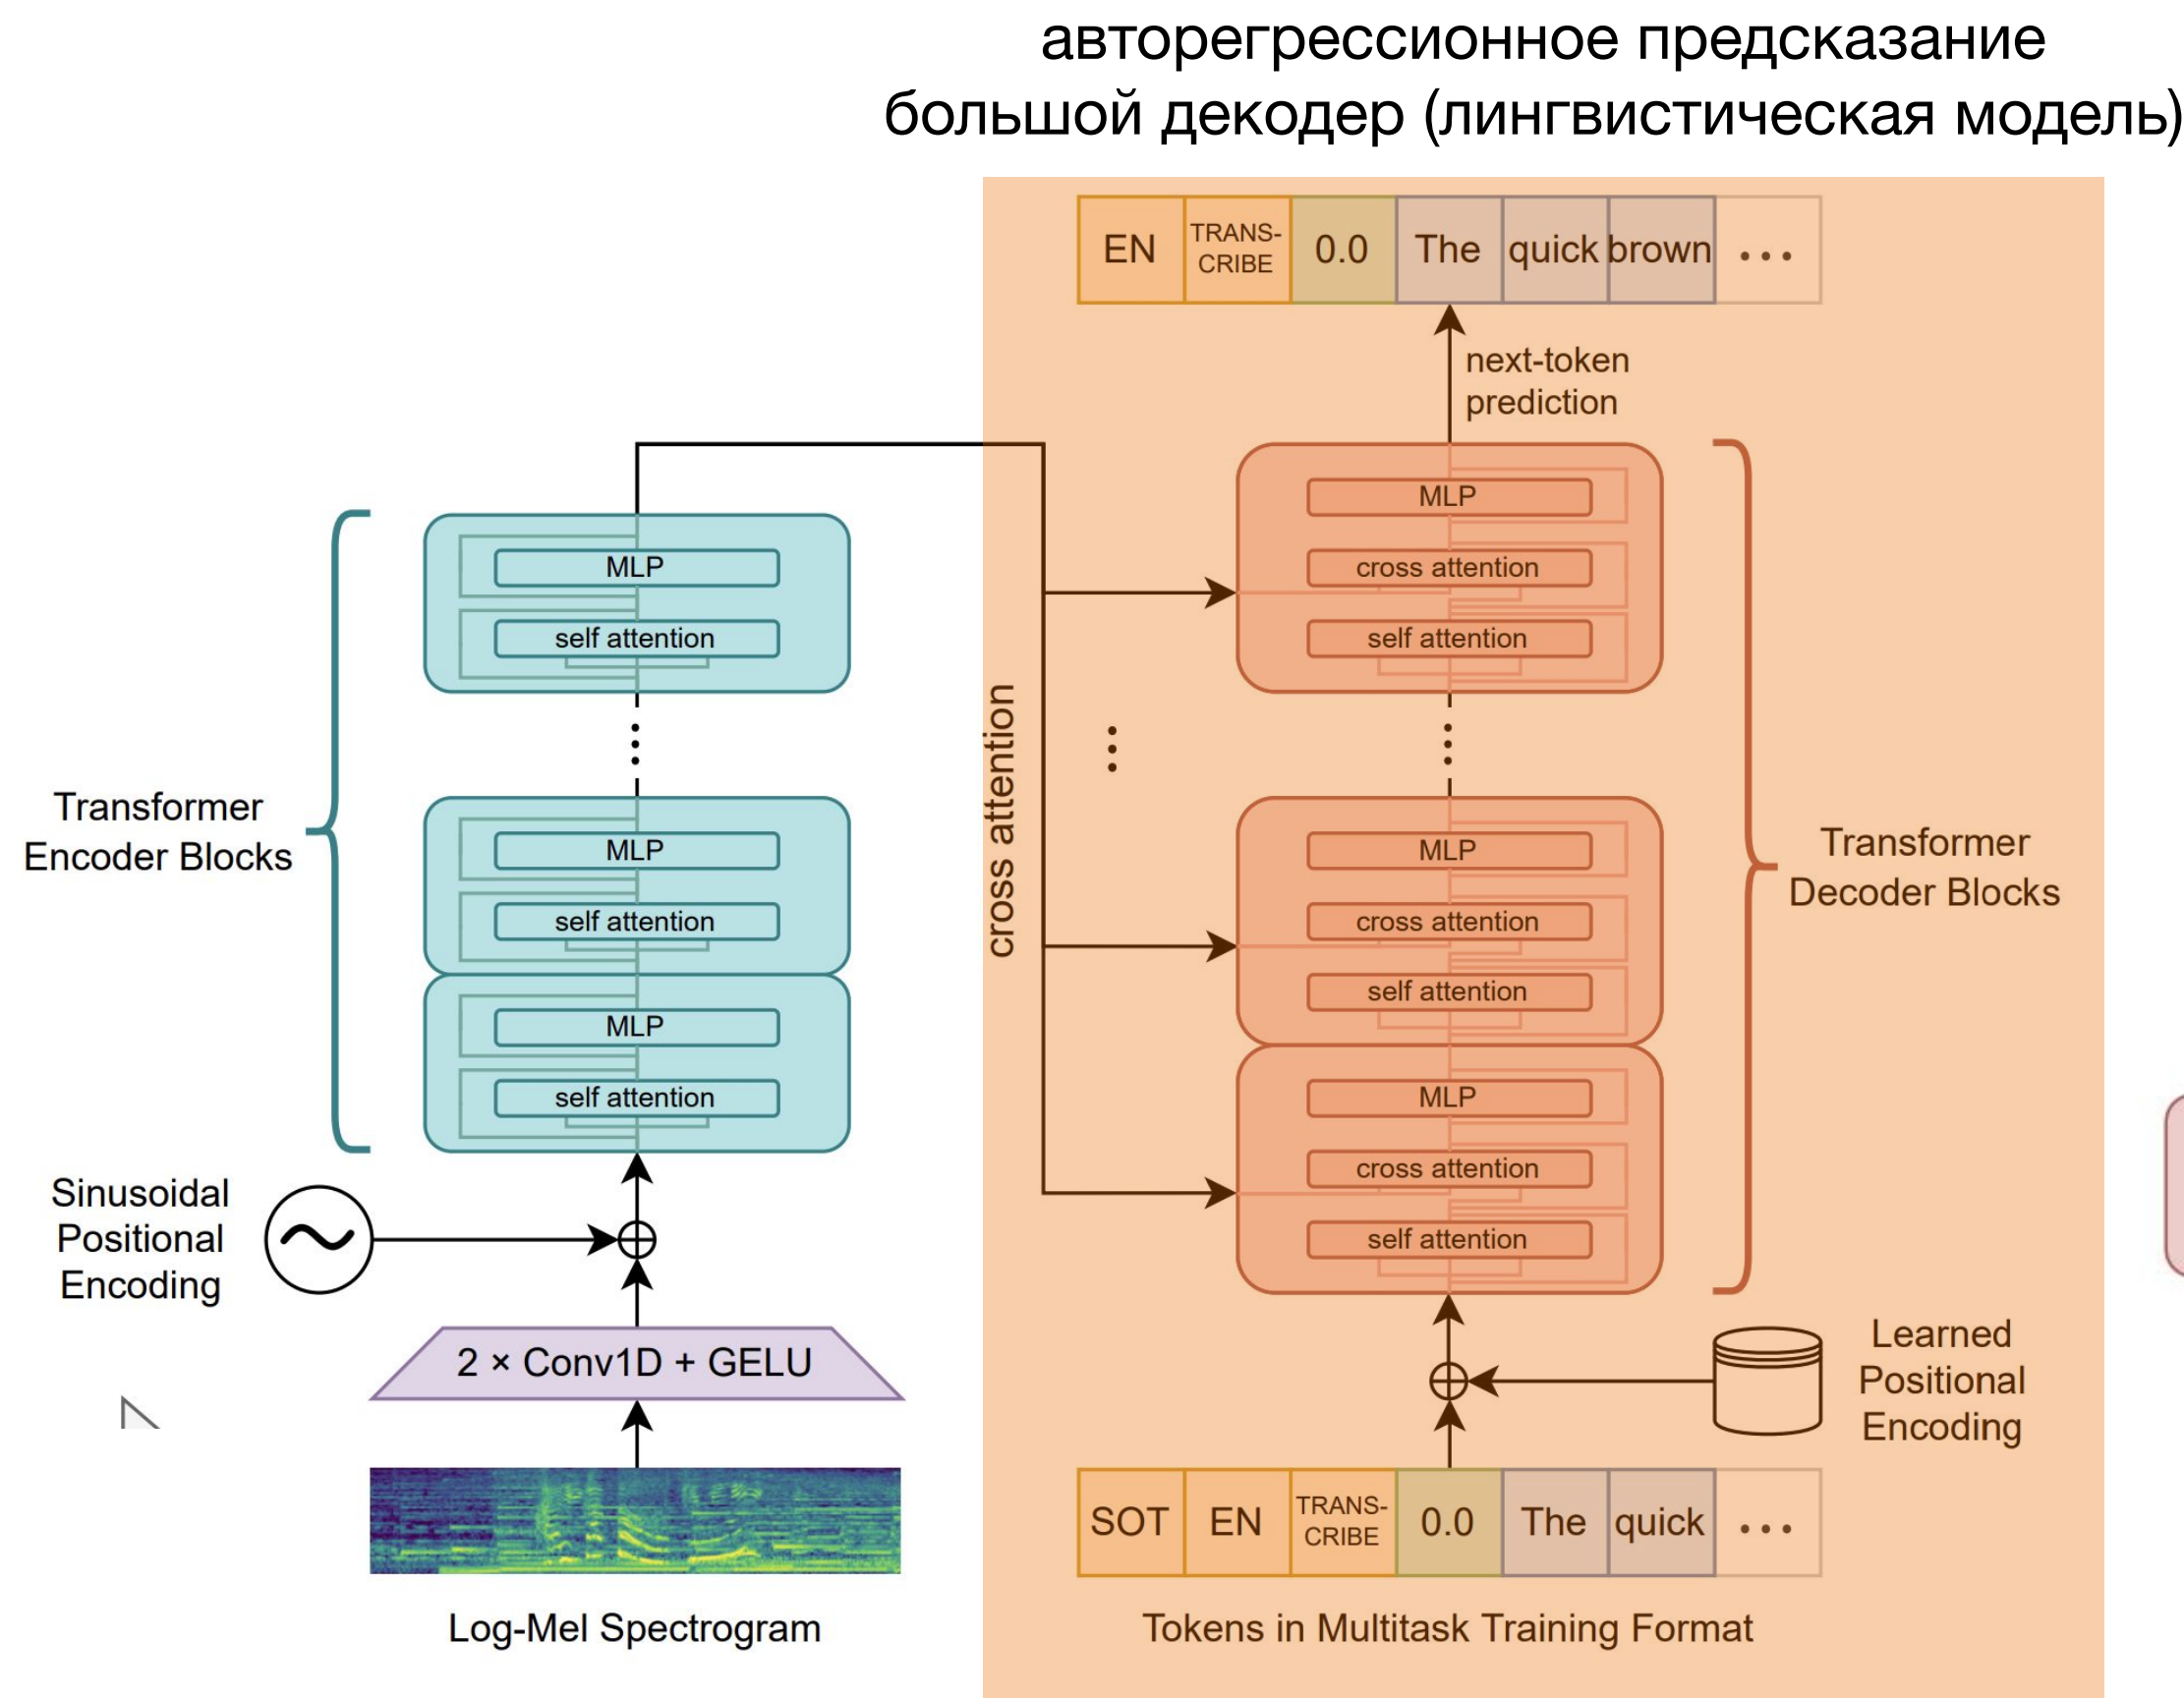 авторегрессионное предсказание
большой декодер (лингвистическая модель)
EN
TRANS-
CRIBE
0.0
The
quick
brown
...
next-token
prediction
MLP
self attention
MLP
self attention
MLP
self attention
Transformer
Encoder Blocks
cross attention
MLP
cross attention
self attention
MLP
cross attention
self attention
MLP
cross attention
self attention
Transformer
Decoder Blocks
Sinusoidal
Positional
Encoding
2 × Conv1D + GELU
Learned
Positional
Encoding
SOT
EN
TRANS-
CRIBE
0.0
The
quick
...
Log-Mel Spectrogram
Tokens in Multitask Training Format